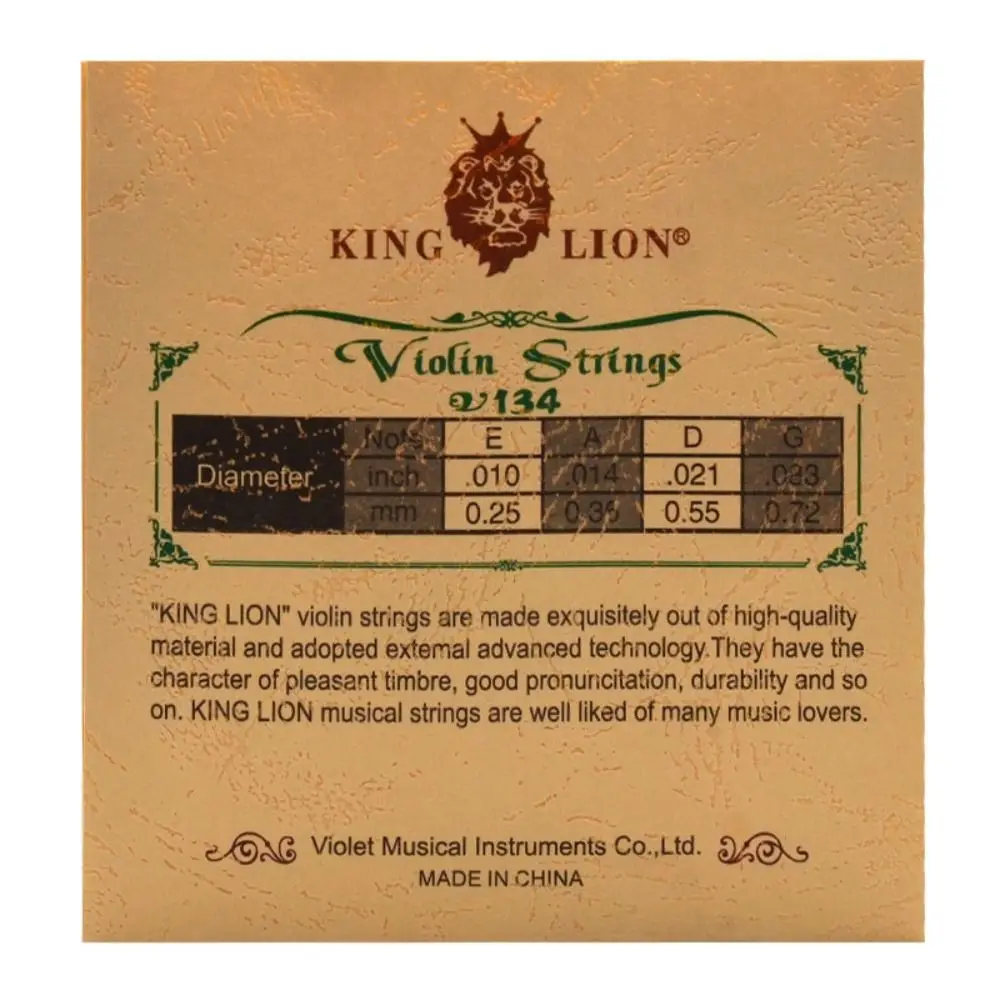 KING LION®
Violin Strings
V134
Diameter Note E A D G
inch .010 .014 .021 .033
mm 0.25 0.36 0.55 0.72
"KING LION" violin strings are made exquisitely out of high-quality
material and adopted external advanced technology.They have the
character of pleasant timbre, good pronuncitation, durability and so
on. KING LION musical strings are well liked of many music lovers.
Violet Musical Instruments Co.,Ltd.
MADE IN CHINA